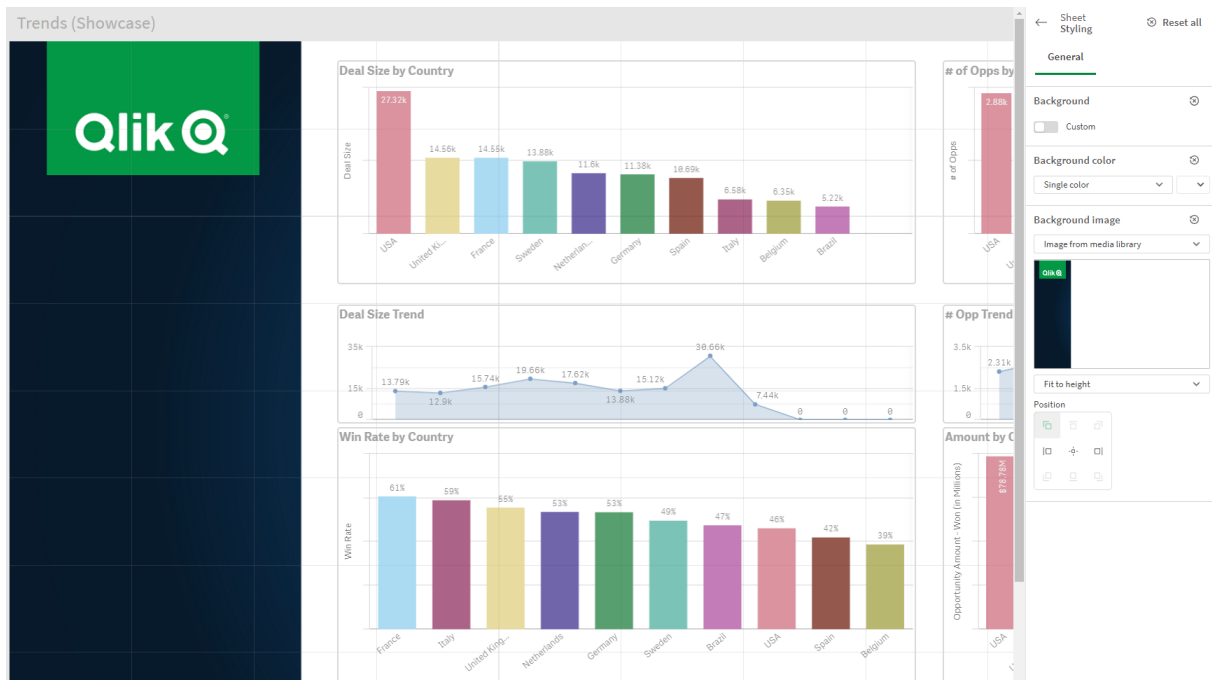 Trends (Showcase)
Qlik
Deal Size by Country
27.32k
14.56k
14.55k
13.88k
11.6k
11.38k
10.69k
6.58k
6.35k
5.22k
Deal Size
USA
United Ki...
France
Sweden
Netherlan...
Germany
Spain
Italy
Belgium
Brazil
# of Opps by
2.88k
# of Opps
USA
Deal Size Trend
35k
15k
0
13.79k
12.9k
15.74k
19.66k
17.62k
13.88k
15.12k
30.66k
7.44k
0
0
0
# Opp Trend
3.5k
1.5k
0
2.31k
Win Rate by Country
61%
59%
55%
53%
53%
49%
47%
46%
42%
39%
Win Rate
France
Italy
United King...
Netherlands
Germany
Sweden
Brazil
USA
Spain
Belgium
Amount by C
$78.78M
Opportunity Amount - Won (in Millions)
USA
Sheet
Styling
Reset all
General
Background
Custom
Background color
Single color
Background image
Image from media library
Qlik
Fit to height
Position